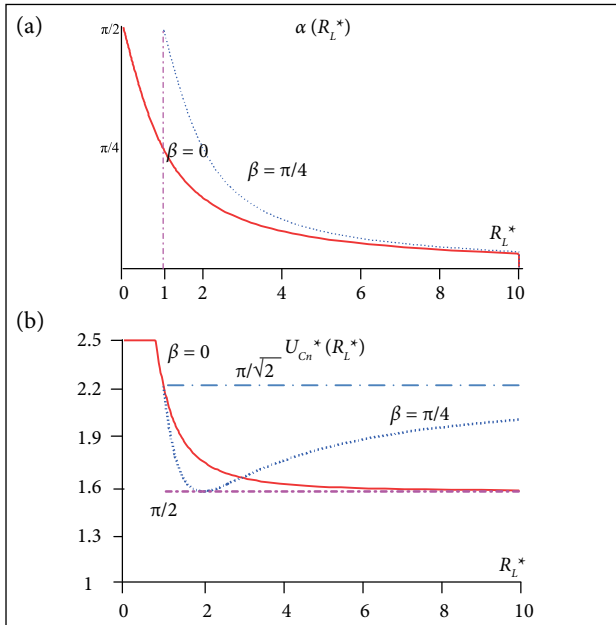 (a)
α (R_L*)
π/2
π/4
β = 0
β = π/4
R_L*
0 1 2 4 6 8 10
(b)
2.5
β = 0
U_Cn* (R_L*)
π/√2
2.2
β = π/4
1.9
1.6
π/2
1.3
R_L*
1
0 2 4 6 8 10